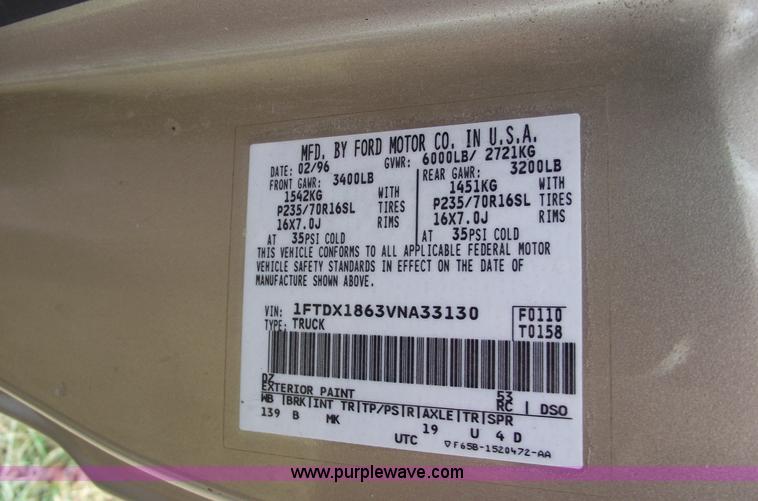 MFD. BY FORD MOTOR CO. IN U.S.A.
DATE: 02/96 GVWR: 6000LB/ 2721KG
FRONT GAWR: 3400LB REAR GAWR: 3200LB
1542KG WITH 1451KG WITH
P235/70R16SL TIRES P235/70R16SL TIRES
16X7.0J RIMS 16X7.0J RIMS
AT 35PSI COLD AT 35PSI COLD
THIS VEHICLE CONFORMS TO ALL APPLICABLE FEDERAL MOTOR
VEHICLE SAFETY STANDARDS IN EFFECT ON THE DATE OF
MANUFACTURE SHOWN ABOVE.
VIN: 1FTDX1863VNA33130 F0110
TYPE: TRUCK T0158
DZ
EXTERIOR PAINT 53
WB |BRK|INT TR|TP/PS|R|AXLE|TR|SPR RC | DSO
139 B MK 19 U 4 D
UTC ▽F65B-1520472-AA
www.purplewave.com